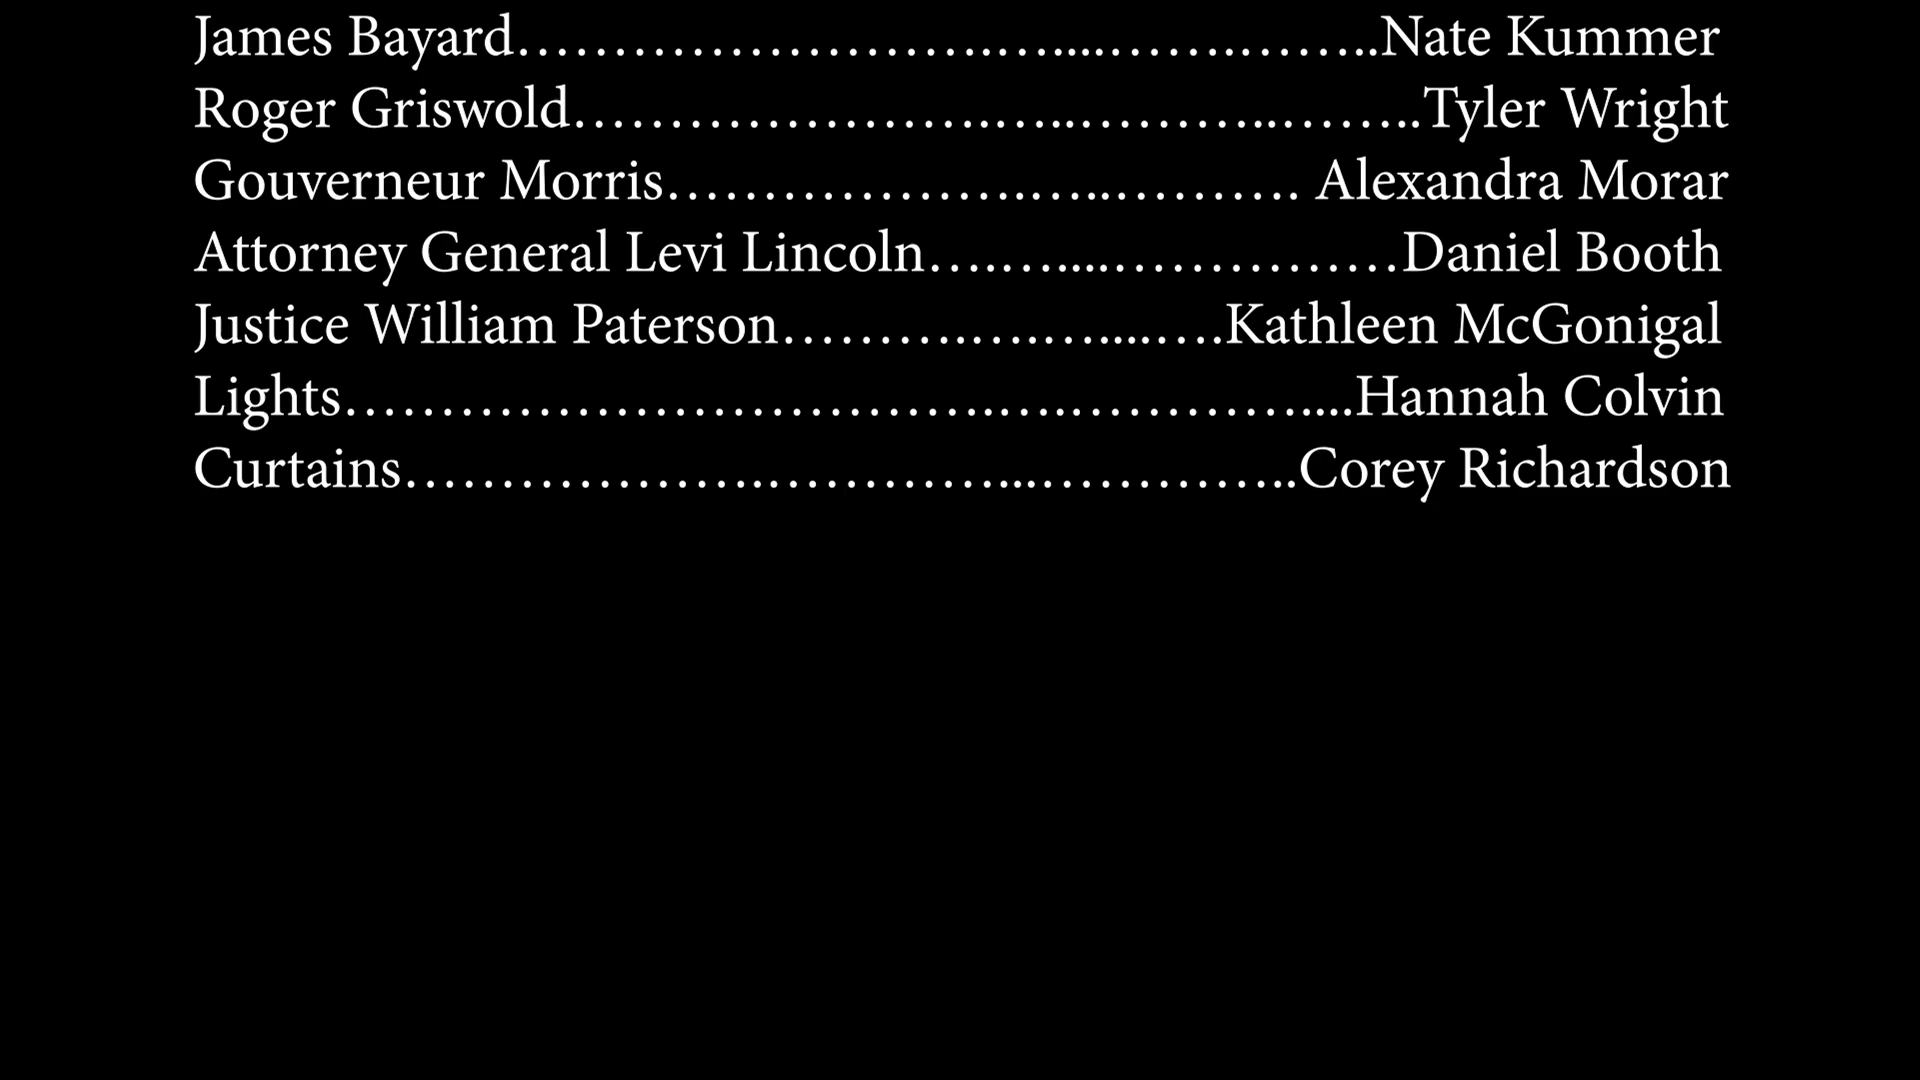 James Bayard……………………….…....…….……..Nate Kummer
Roger Griswold…………………….…..………..……..Tyler Wright
Gouverneur Morris………………….…..………. Alexandra Morar
Attorney General Levi Lincoln….…....……………Daniel Booth
Justice William Paterson……….….…...….Kathleen McGonigal
Lights……………………………….….…………....Hannah Colvin
Curtains……………….…………...…………..Corey Richardson